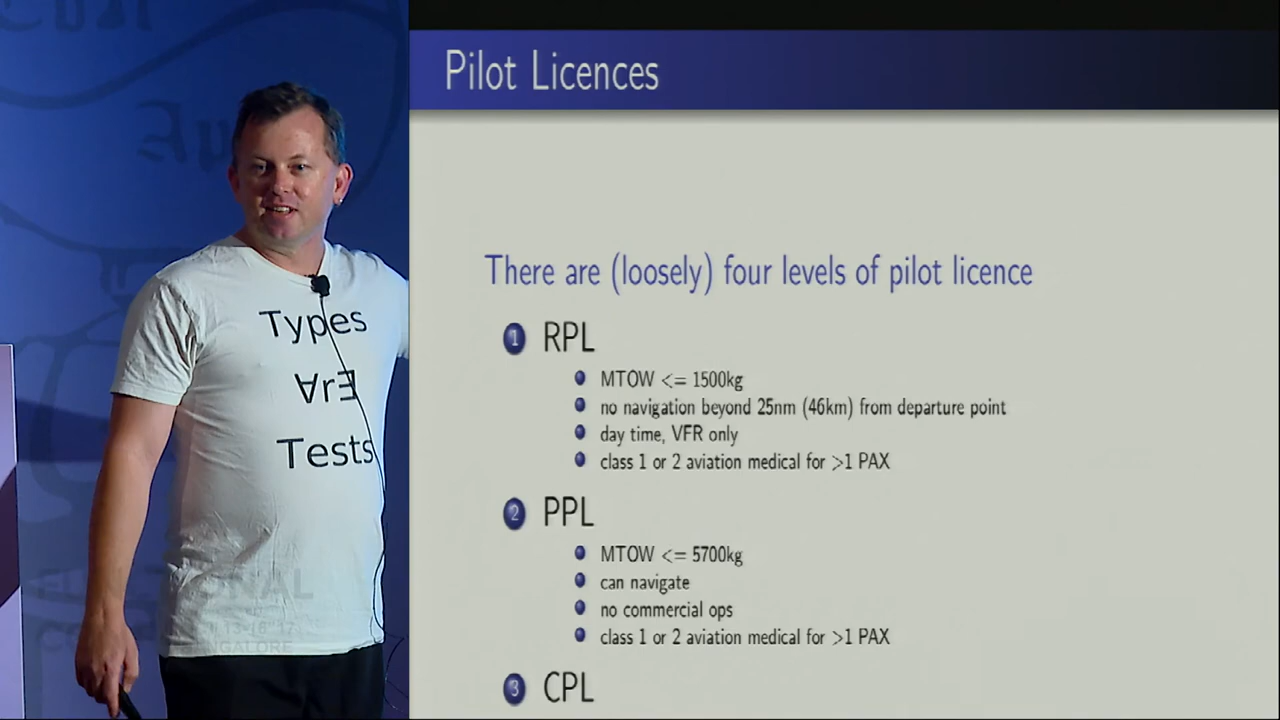 Pilot Licences
There are (loosely) four levels of pilot licence
1 RPL
MTOW <= 1500kg
no navigation beyond 25nm (46km) from departure point
day time, VFR only
class 1 or 2 aviation medical for >1 PAX
2 PPL
MTOW <= 5700kg
can navigate
no commercial ops
class 1 or 2 aviation medical for >1 PAX
3 CPL
Types
∀rƎ
Tests